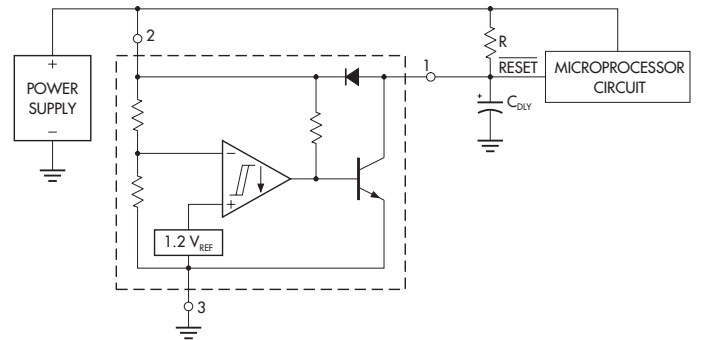 2
+
POWER
SUPPLY
−
1
R
RESET
MICROPROCESSOR
CIRCUIT
+
C_DLY
−
+
1.2 V_REF
3